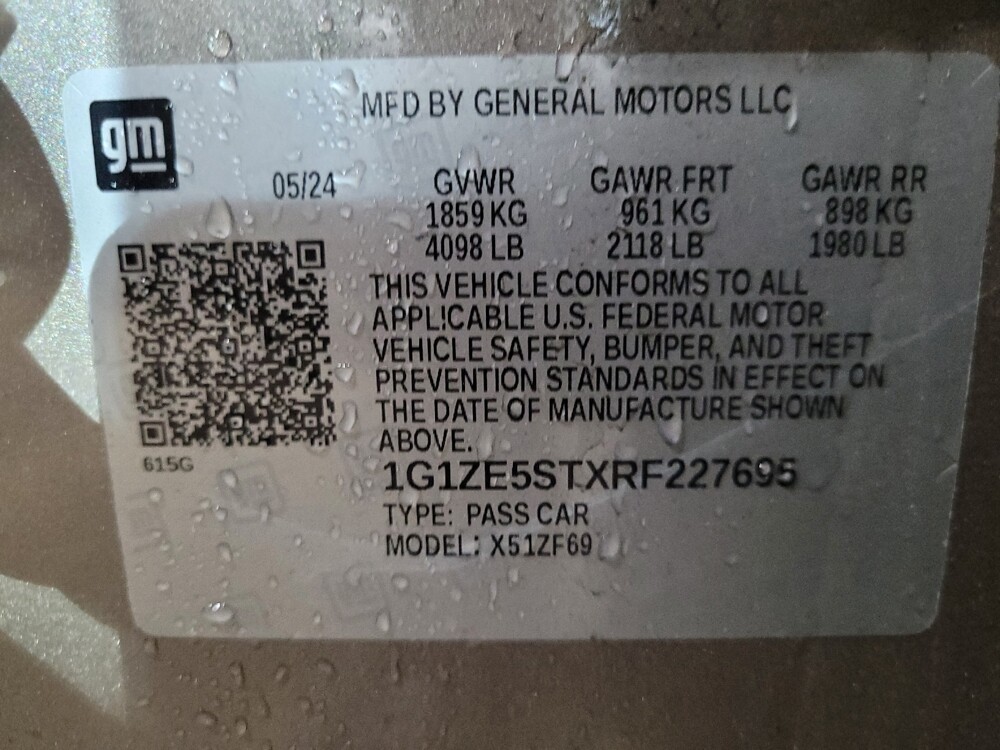 MFD BY GENERAL MOTORS LLC
gm
05/24 GVWR GAWR FRT GAWR RR
1859 KG 961 KG 898 KG
4098 LB 2118 LB 1980 LB
THIS VEHICLE CONFORMS TO ALL
APPLICABLE U.S. FEDERAL MOTOR
VEHICLE SAFETY, BUMPER, AND THEFT
PREVENTION STANDARDS IN EFFECT ON
THE DATE OF MANUFACTURE SHOWN
ABOVE.
615G
1G1ZE5STXRF227695
TYPE: PASS CAR
MODEL: X51ZF69